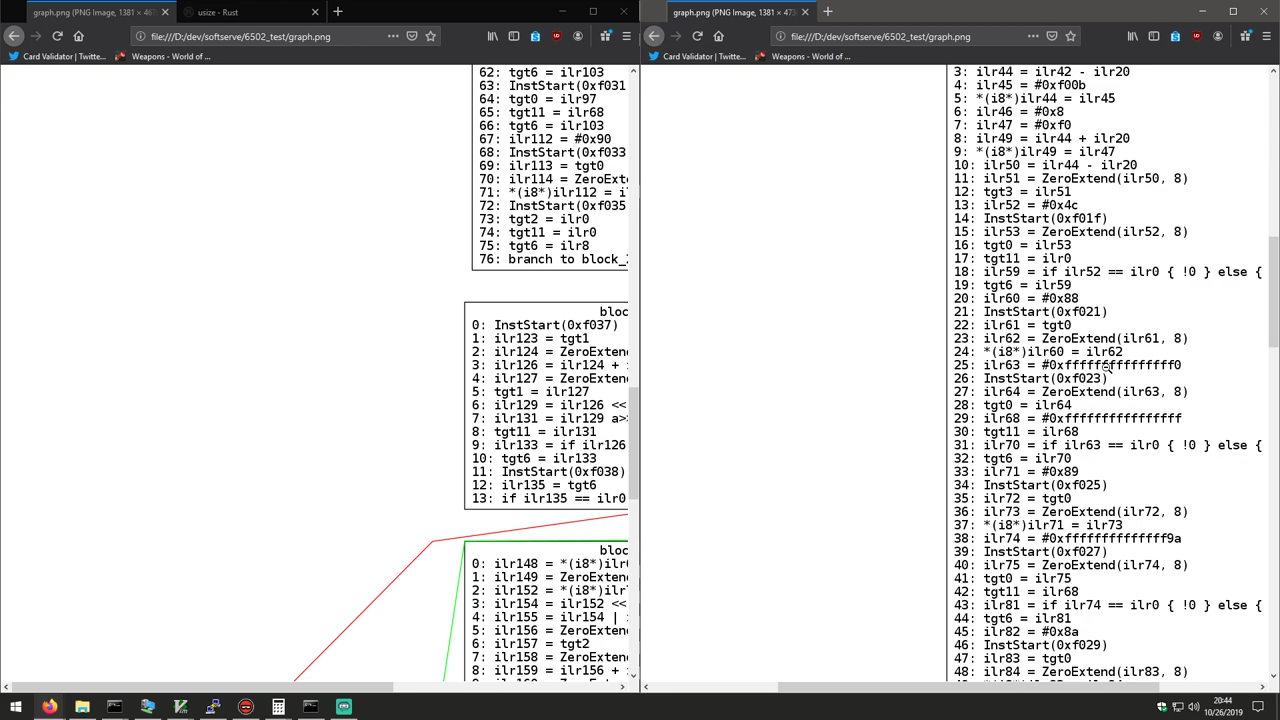 graph.png (PNG Image, 1381 × 467
usize - Rust
file:///D:/dev/softserve/6502_test/graph.png
Card Validator | Twitte...
Weapons - World of ...
62: tgt6 = ilr103
63: InstStart(0xf031
64: tgt0 = ilr97
65: tgt11 = ilr68
66: tgt6 = ilr103
67: ilr112 = #0x90
68: InstStart(0xf033
69: ilr113 = tgt0
70: ilr114 = ZeroExt
71: *(i8*)ilr112 = i
72: InstStart(0xf035
73: tgt2 = ilr0
74: tgt11 = ilr0
75: tgt6 = ilr8
76: branch to block_
bloc
0: InstStart(0xf037)
1: ilr123 = tgt1
2: ilr124 = ZeroExten
3: ilr126 = ilr124 +
4: ilr127 = ZeroExten
5: tgt1 = ilr127
6: ilr129 = ilr126 <<
7: ilr131 = ilr129 a>
8: tgt11 = ilr131
9: ilr133 = if ilr126
10: tgt6 = ilr133
11: InstStart(0xf038)
12: ilr135 = tgt6
13: if ilr135 == ilr0
bloc
0: ilr148 = *(i8*)ilr
1: ilr149 = ZeroExten
2: ilr152 = *(i8*)ilr
3: ilr154 = ilr152 <<
4: ilr155 = ilr154 |
5: ilr156 = ZeroExten
6: ilr157 = tgt2
7: ilr158 = ZeroExten
8: ilr159 = ilr156 +
graph.png (PNG Image, 1381 × 473
file:///D:/dev/softserve/6502_test/graph.png
Card Validator | Twitte...
Weapons - World of ...
3: ilr44 = ilr42 - ilr20
4: ilr45 = #0xf00b
5: *(i8*)ilr44 = ilr45
6: ilr46 = #0x8
7: ilr47 = #0xf0
8: ilr49 = ilr44 + ilr20
9: *(i8*)ilr49 = ilr47
10: ilr50 = ilr44 - ilr20
11: ilr51 = ZeroExtend(ilr50, 8)
12: tgt3 = ilr51
13: ilr52 = #0x4c
14: InstStart(0xf01f)
15: ilr53 = ZeroExtend(ilr52, 8)
16: tgt0 = ilr53
17: tgt11 = ilr0
18: ilr59 = if ilr52 == ilr0 { !0 } else {
19: tgt6 = ilr59
20: ilr60 = #0x88
21: InstStart(0xf021)
22: ilr61 = tgt0
23: ilr62 = ZeroExtend(ilr61, 8)
24: *(i8*)ilr60 = ilr62
25: ilr63 = #0xfffffffffffffff0
26: InstStart(0xf023)
27: ilr64 = ZeroExtend(ilr63, 8)
28: tgt0 = ilr64
29: ilr68 = #0xffffffffffffffff
30: tgt11 = ilr68
31: ilr70 = if ilr63 == ilr0 { !0 } else {
32: tgt6 = ilr70
33: ilr71 = #0x89
34: InstStart(0xf025)
35: ilr72 = tgt0
36: ilr73 = ZeroExtend(ilr72, 8)
37: *(i8*)ilr71 = ilr73
38: ilr74 = #0xffffffffffffff9a
39: InstStart(0xf027)
40: ilr75 = ZeroExtend(ilr74, 8)
41: tgt0 = ilr75
42: tgt11 = ilr68
43: ilr81 = if ilr74 == ilr0 { !0 } else {
44: tgt6 = ilr81
45: ilr82 = #0x8a
46: InstStart(0xf029)
47: ilr83 = tgt0
48: ilr84 = ZeroExtend(ilr83, 8)
20:44
10/26/2019